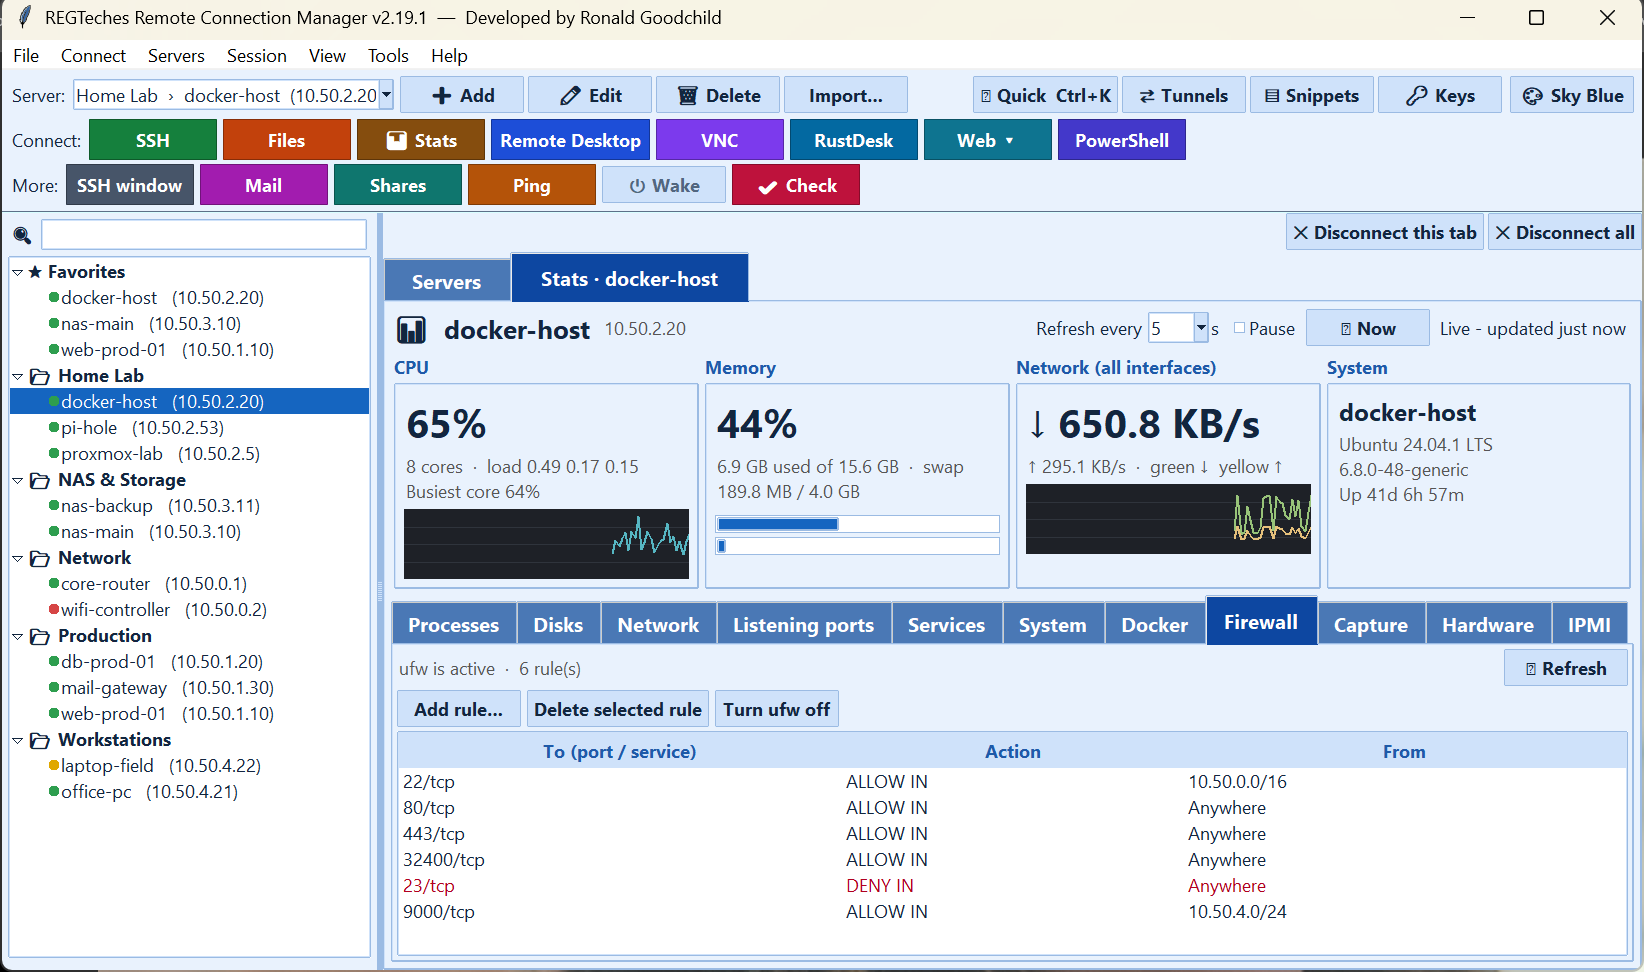 REGTeches Remote Connection Manager v2.19.1 — Developed by Ronald Goodchild
File Connect Servers Session View Tools Help
Server: Home Lab › docker-host (10.50.2.20 Add Edit Delete Import... Quick Ctrl+K Tunnels Snippets Keys Sky Blue
Connect: SSH Files Stats Remote Desktop VNC RustDesk Web PowerShell
More: SSH window Mail Shares Ping Wake Check
Disconnect this tab Disconnect all
Favorites
docker-host (10.50.2.20)
nas-main (10.50.3.10)
web-prod-01 (10.50.1.10)
Home Lab
docker-host (10.50.2.20)
pi-hole (10.50.2.53)
proxmox-lab (10.50.2.5)
NAS & Storage
nas-backup (10.50.3.11)
nas-main (10.50.3.10)
Network
core-router (10.50.0.1)
wifi-controller (10.50.0.2)
Production
db-prod-01 (10.50.1.20)
mail-gateway (10.50.1.30)
web-prod-01 (10.50.1.10)
Workstations
laptop-field (10.50.4.22)
office-pc (10.50.4.21)
Servers Stats · docker-host
docker-host 10.50.2.20 Refresh every 5 s Pause Now Live - updated just now
CPU
65%
8 cores · load 0.49 0.17 0.15
Busiest core 64%
Memory
44%
6.9 GB used of 15.6 GB · swap
189.8 MB / 4.0 GB
Network (all interfaces)
↓ 650.8 KB/s
↑ 295.1 KB/s · green ↓ yellow ↑
System
docker-host
Ubuntu 24.04.1 LTS
6.8.0-48-generic
Up 41d 6h 57m
Processes Disks Network Listening ports Services System Docker Firewall Capture Hardware IPMI
ufw is active · 6 rule(s) Refresh
Add rule... Delete selected rule Turn ufw off
To (port / service) Action From
22/tcp ALLOW IN 10.50.0.0/16
80/tcp ALLOW IN Anywhere
443/tcp ALLOW IN Anywhere
32400/tcp ALLOW IN Anywhere
23/tcp DENY IN Anywhere
9000/tcp ALLOW IN 10.50.4.0/24